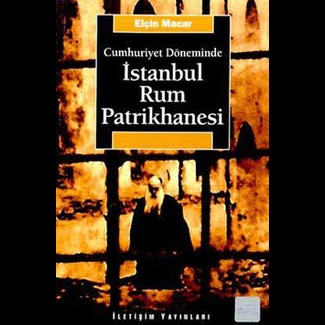 Elçin Macar
Cumhuriyet Döneminde
İstanbul
Rum
Patrikhanesi
İLETİŞİM YAYINLARI